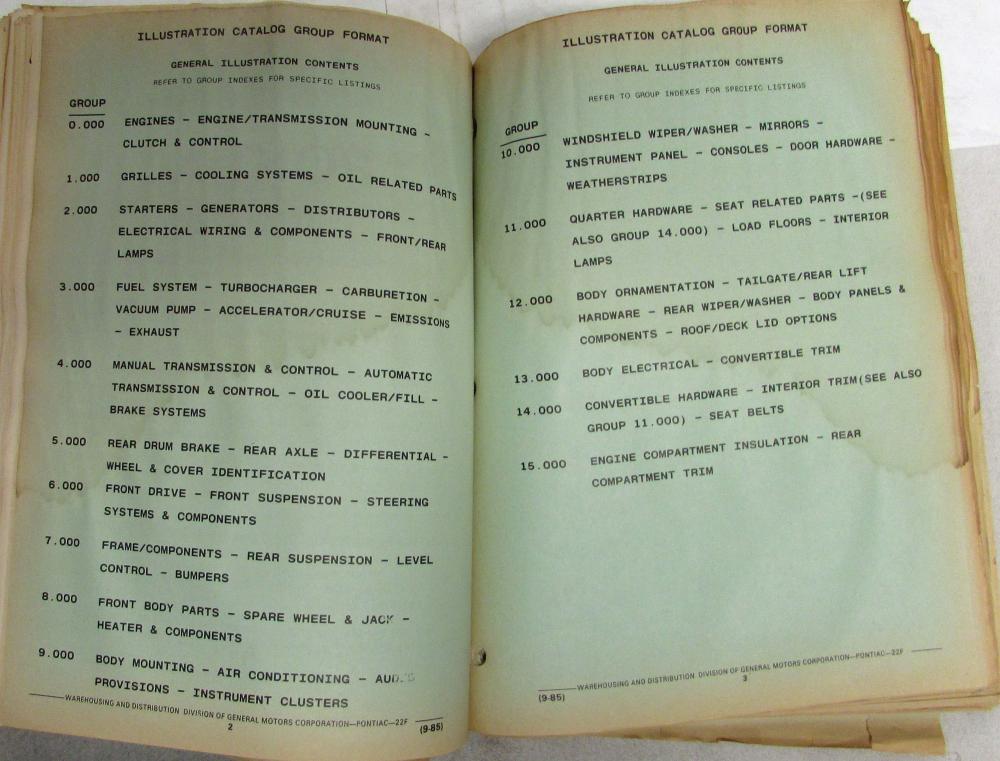 ILLUSTRATION CATALOG GROUP FORMAT
GENERAL ILLUSTRATION CONTENTS
REFER TO GROUP INDEXES FOR SPECIFIC LISTINGS
GROUP
0.000 ENGINES - ENGINE/TRANSMISSION MOUNTING -
CLUTCH & CONTROL
1.000 GRILLES - COOLING SYSTEMS - OIL RELATED PARTS
2.000 STARTERS - GENERATORS - DISTRIBUTORS -
ELECTRICAL WIRING & COMPONENTS - FRONT/REAR
LAMPS
3.000 FUEL SYSTEM - TURBOCHARGER - CARBURETION -
VACUUM PUMP - ACCELERATOR/CRUISE - EMISSIONS
- EXHAUST
4.000 MANUAL TRANSMISSION & CONTROL - AUTOMATIC
TRANSMISSION & CONTROL - OIL COOLER/FILL -
BRAKE SYSTEMS
5.000 REAR DRUM BRAKE - REAR AXLE - DIFFERENTIAL -
WHEEL & COVER IDENTIFICATION
6.000 FRONT DRIVE - FRONT SUSPENSION - STEERING
SYSTEMS & COMPONENTS
7.000 FRAME/COMPONENTS - REAR SUSPENSION - LEVEL
CONTROL - BUMPERS
8.000 FRONT BODY PARTS - SPARE WHEEL & JACK -
HEATER & COMPONENTS
9.000 BODY MOUNTING - AIR CONDITIONING -
PROVISIONS - INSTRUMENT CLUSTERS
WAREHOUSING AND DISTRIBUTION DIVISION OF GENERAL MOTORS CORPORATION—PONTIAC—22F
2
(9-85)
ILLUSTRATION CATALOG GROUP FORMAT
GENERAL ILLUSTRATION CONTENTS
REFER TO GROUP INDEXES FOR SPECIFIC LISTINGS
GROUP
10.000 WINDSHIELD WIPER/WASHER - MIRRORS -
INSTRUMENT PANEL - CONSOLES - DOOR HARDWARE -
WEATHERSTRIPS
11.000 QUARTER HARDWARE - SEAT RELATED PARTS -(SEE
ALSO GROUP 14.000) - LOAD FLOORS - INTERIOR
LAMPS
12.000 BODY ORNAMENTATION - TAILGATE/REAR LIFT
HARDWARE - REAR WIPER/WASHER - BODY PANELS &
COMPONENTS - ROOF/DECK LID OPTIONS
13.000 BODY ELECTRICAL - CONVERTIBLE TRIM
14.000 CONVERTIBLE HARDWARE - INTERIOR TRIM(SEE ALSO
GROUP 11.000) - SEAT BELTS
15.000 ENGINE COMPARTMENT INSULATION - REAR
COMPARTMENT TRIM
WAREHOUSING AND DISTRIBUTION DIVISION OF GENERAL MOTORS CORPORATION—PONTIAC—22F
(9-85)
3